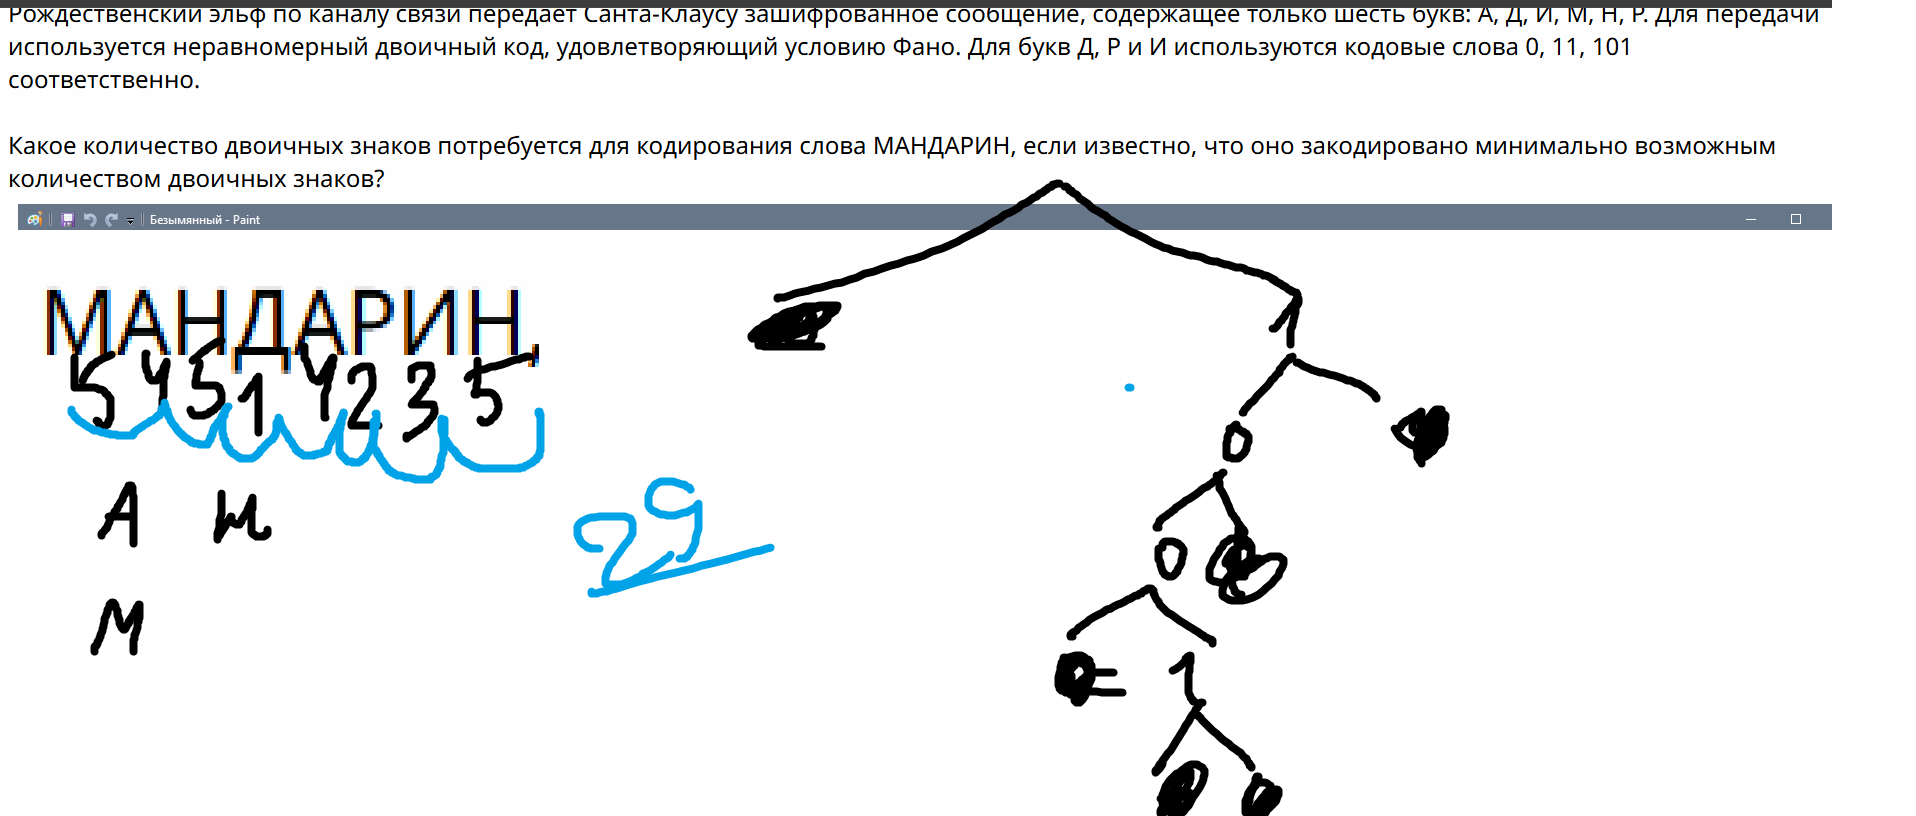 Рождественский эльф по каналу связи передает Санта-Клаусу зашифрованное сообщение, содержащее только шесть букв: А, Д, И, М, Н, Р. Для передачи
используется неравномерный двоичный код, удовлетворяющий условию Фано. Для букв Д, Р и И используются кодовые слова 0, 11, 101
соответственно.
Какое количество двоичных знаков потребуется для кодирования слова МАНДАРИН, если известно, что оно закодировано минимально возможным
количеством двоичных знаков?
Безымянный - Paint
МАНДАРИН,
5 4 5 1 4 2 3 5
1
0
А И
29
0
М
1